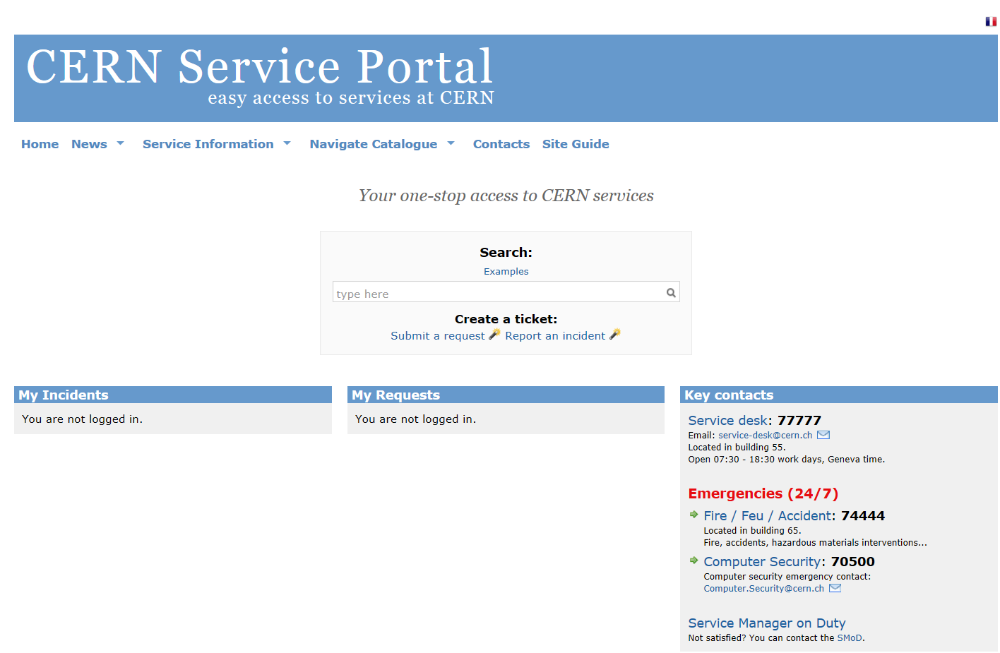 CERN Service Portal
easy access to services at CERN
Home News Service Information Navigate Catalogue Contacts Site Guide
Your one-stop access to CERN services
Search:
Examples
type here
Create a ticket:
Submit a request Report an incident
My Incidents
You are not logged in.
My Requests
You are not logged in.
Key contacts
Service desk: 77777
Email: service-desk@cern.ch
Located in building 55.
Open 07:30 - 18:30 work days, Geneva time.
Emergencies (24/7)
Fire / Feu / Accident: 74444
Located in building 65.
Fire, accidents, hazardous materials interventions...
Computer Security: 70500
Computer security emergency contact:
Computer.Security@cern.ch
Service Manager on Duty
Not satisfied? You can contact the SMoD.